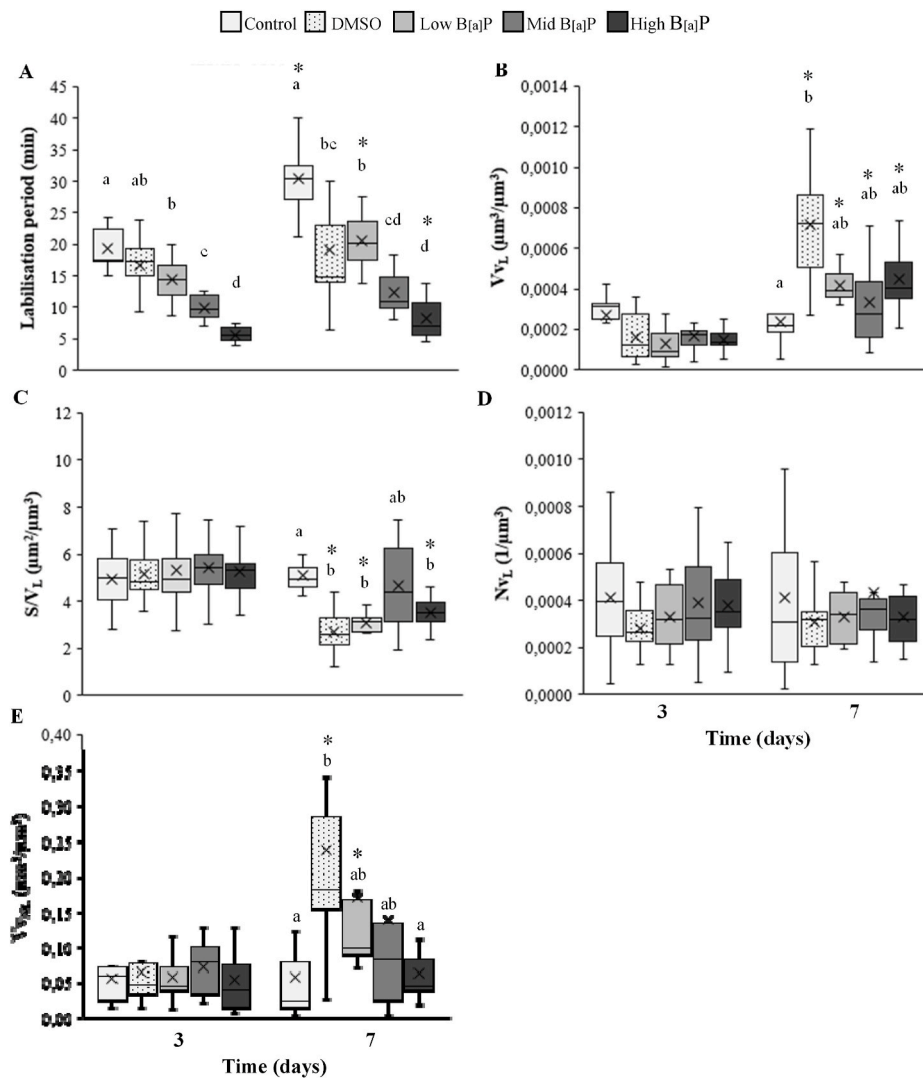 Control DMSO Low B[a]P Mid B[a]P High B[a]P
A
Labilisation period (min)
45
40
35
30
25
20
15
10
5
0
a ab b c d
* a bc * b cd * d
B
VvL (µm³/µm³)
0,0014
0,0012
0,0010
0,0008
0,0006
0,0004
0,0002
0,0000
a * b * ab * ab * ab
C
S/VL (µm²/µm³)
12
10
8
6
4
2
0
a * b * b ab * b
D
NvL (1/µm³)
0,0012
0,0010
0,0008
0,0006
0,0004
0,0002
0,0000
3 7
Time (days)
E
VvNL (µm³/µm³)
0,40
0,35
0,30
0,25
0,20
0,15
0,10
0,05
0,00
a * b * ab ab a
3 7
Time (days)